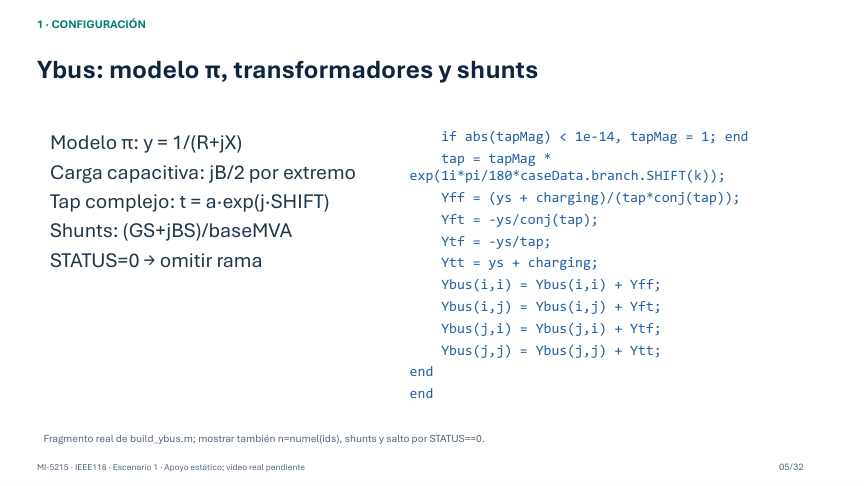 1 · CONFIGURACIÓN
Ybus: modelo π, transformadores y shunts
Modelo π: y = 1/(R+jX)
Carga capacitiva: jB/2 por extremo
Tap complejo: t = a·exp(j·SHIFT)
Shunts: (GS+jBS)/baseMVA
STATUS=0 → omitir rama
if abs(tapMag) < 1e-14, tapMag = 1; end
tap = tapMag *
exp(1i*pi/180*caseData.branch.SHIFT(k));
Yff = (ys + charging)/(tap*conj(tap));
Yft = -ys/conj(tap);
Ytf = -ys/tap;
Ytt = ys + charging;
Ybus(i,i) = Ybus(i,i) + Yff;
Ybus(i,j) = Ybus(i,j) + Yft;
Ybus(j,i) = Ybus(j,i) + Ytf;
Ybus(j,j) = Ybus(j,j) + Ytt;
end
end
Fragmento real de build_ybus.m; mostrar también n=numel(ids), shunts y salto por STATUS==0.
MI-5215 · IEEE118 · Escenario 1 · Apoyo estático; video real pendiente
05/32